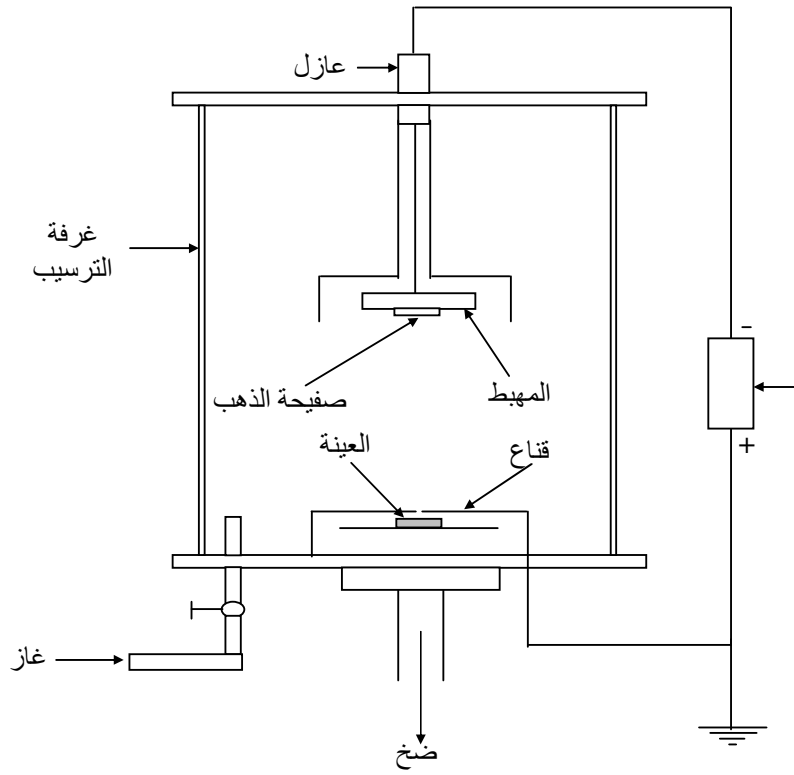 عازل
غرفة
الترسيب
-
صفيحة الذهب
المهبط
+
العينة
قناع
غاز
ضخ